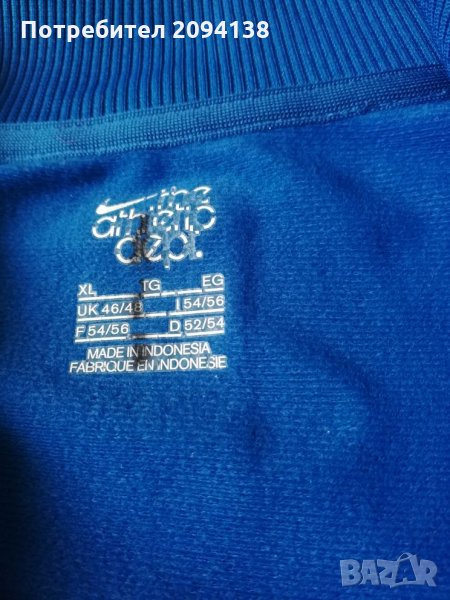 Потребител 2094138
the
athletic
dept.
XL TG EG
UK 46/48 I 54/56
F 54/56 D 52/54
MADE IN INDONESIA
FABRIQUE EN INDONESIE
BAZAR